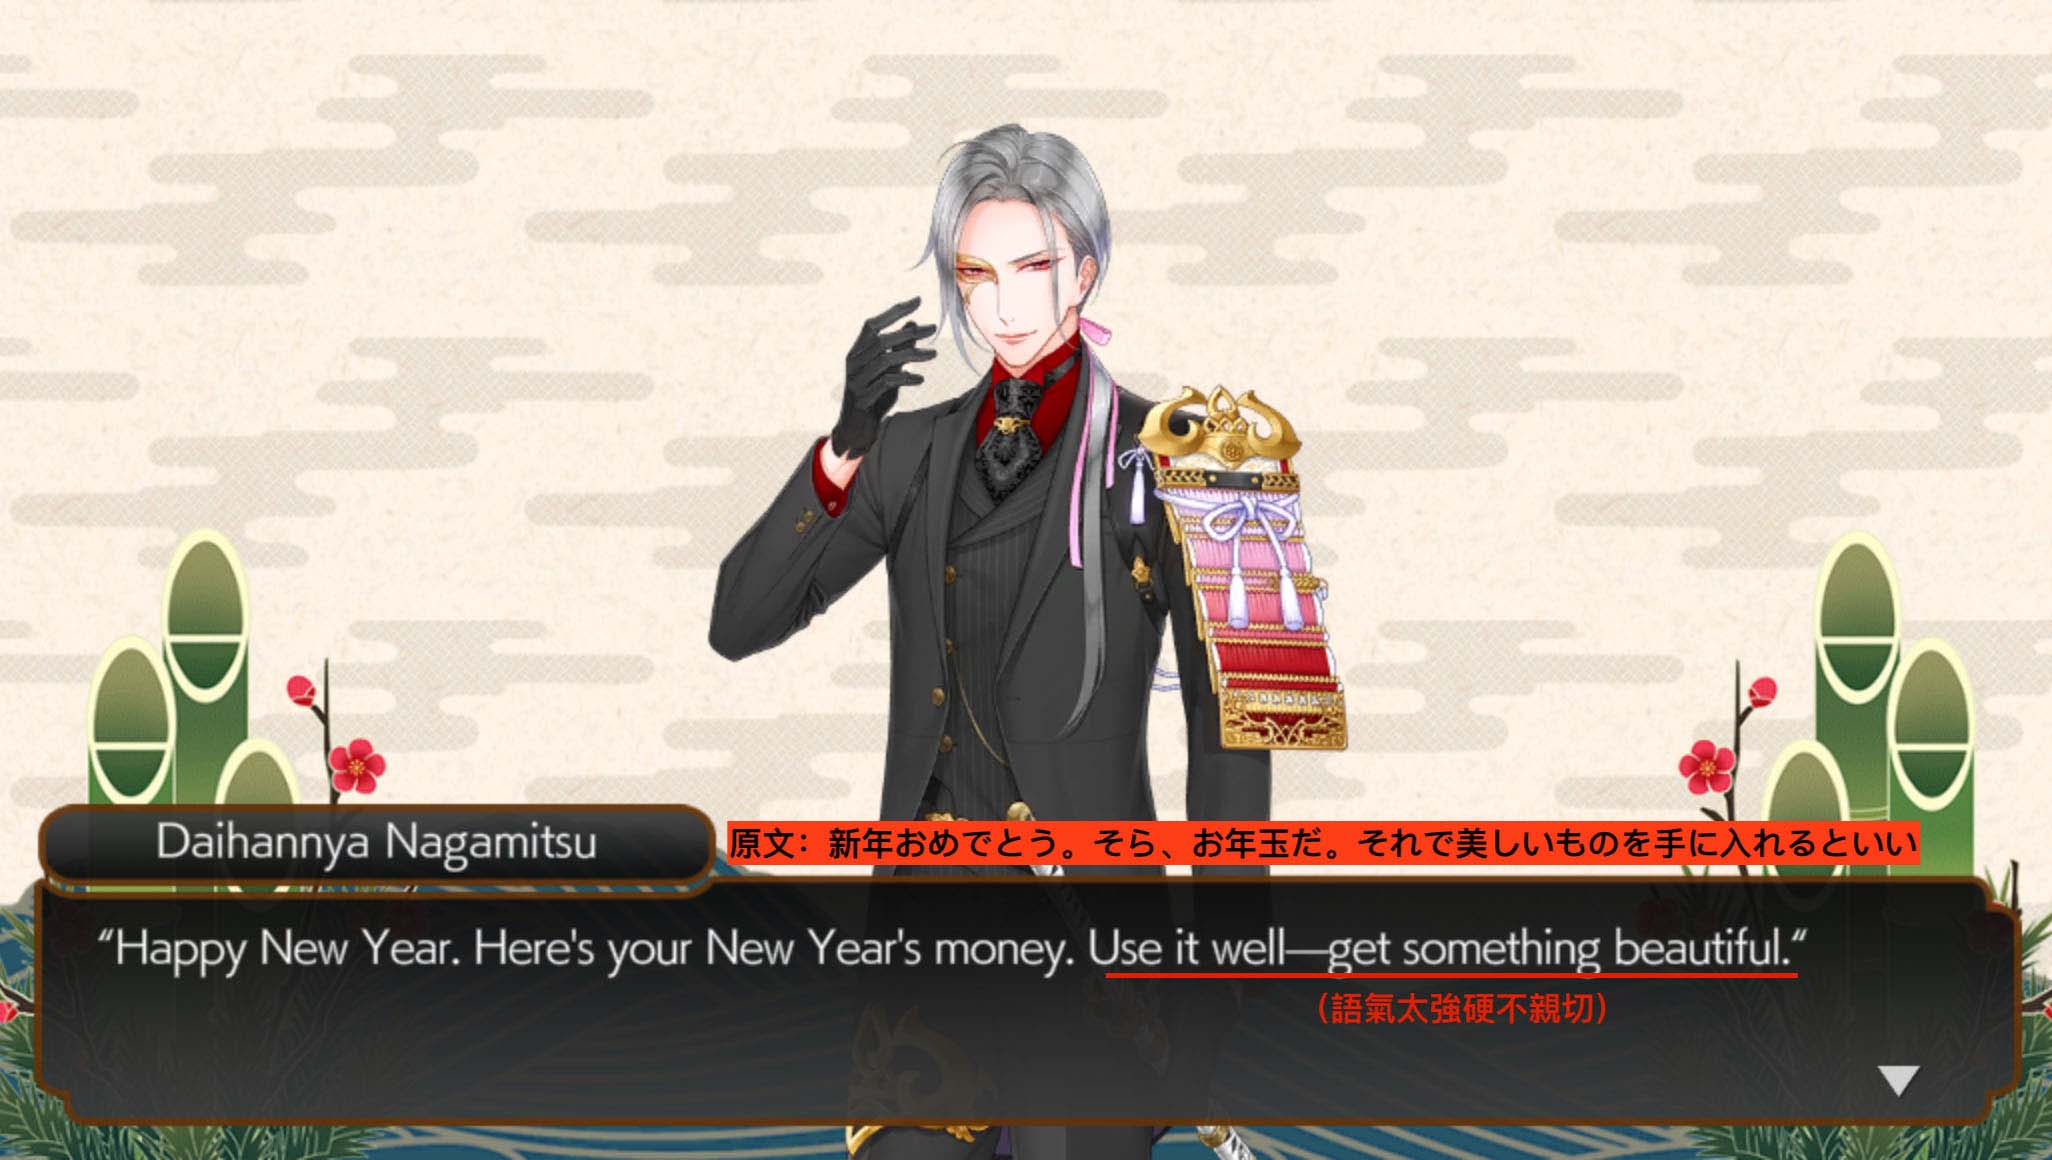 Daihannya Nagamitsu
原文：新年おめでとう。そら、お年玉だ。それで美しいものを手に入れるといい
“Happy New Year. Here's your New Year's money. Use it well—get something beautiful.“
（語氣太強硬不親切）